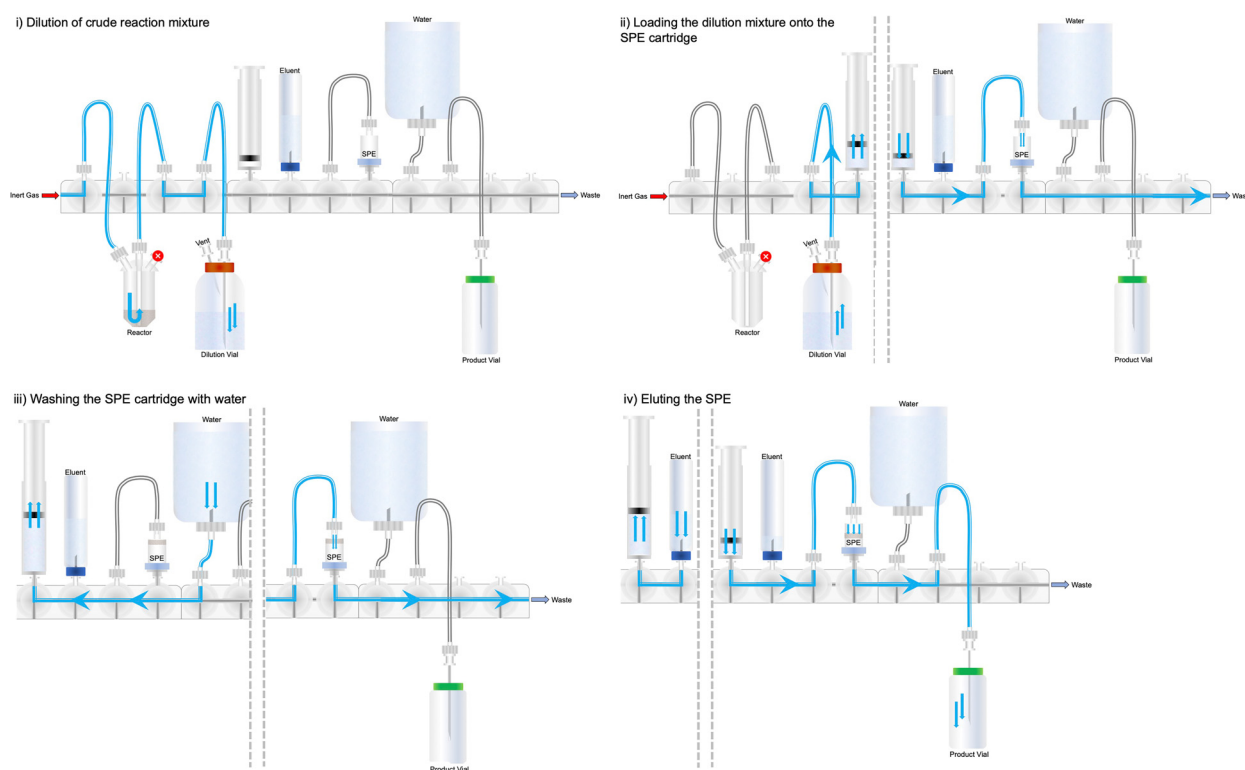 i) Dilution of crude reaction mixture
Water
Eluent
SPE
Inert Gas
Waste
Vent
Reactor
Dilution Vial
Product Vial
ii) Loading the dilution mixture onto the
SPE cartridge
Water
Eluent
SPE
Inert Gas
Was
Vent
Reactor
Dilution Vial
Product Vial
iii) Washing the SPE cartridge with water
Water
Water
Eluent
SPE
SPE
Waste
Product Vial
iv) Eluting the SPE
Water
Eluent
Eluent
SPE
Waste
Product Vial